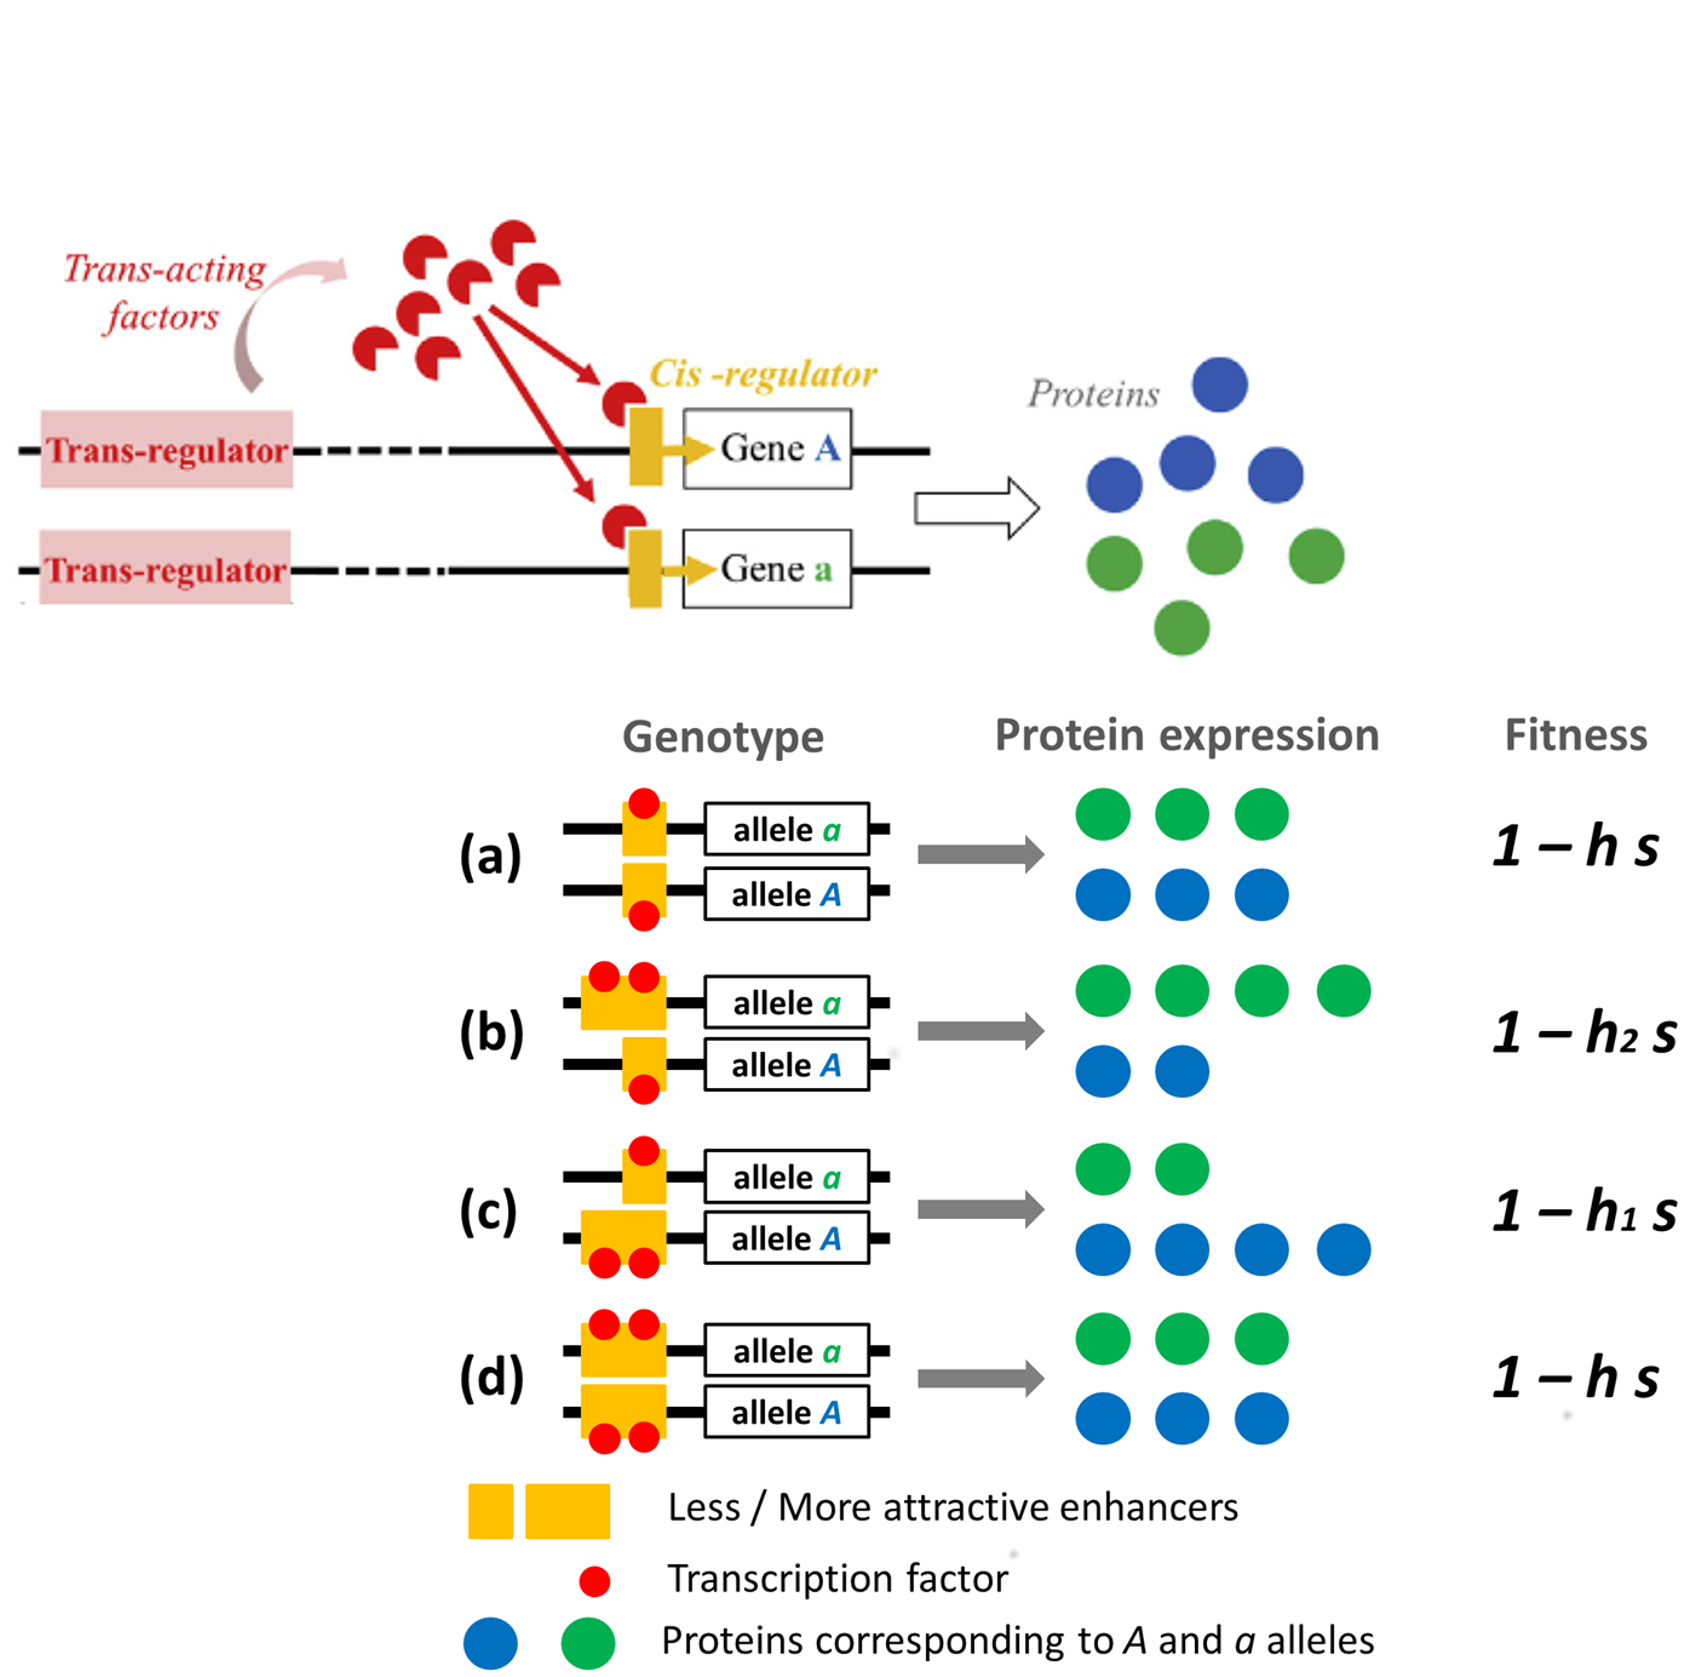 Trans-acting
factors
Cis -regulator
Proteins
Trans-regulator
Gene A
Trans-regulator
Gene a
Genotype
Protein expression
Fitness
(a)
allele a
allele A
1 – h s
(b)
allele a
allele A
1 – h₂ s
(c)
allele a
allele A
1 – h₁ s
(d)
allele a
allele A
1 – h s
Less / More attractive enhancers
Transcription factor
Proteins corresponding to A and a alleles